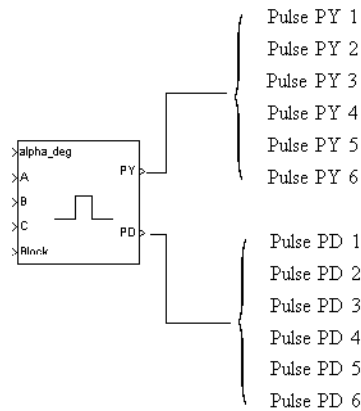 Pulse PY 1
Pulse PY 2
Pulse PY 3
Pulse PY 4
Pulse PY 5
Pulse PY 6
alpha_deg
A
B
C
Block
PY
PD
Pulse PD 1
Pulse PD 2
Pulse PD 3
Pulse PD 4
Pulse PD 5
Pulse PD 6